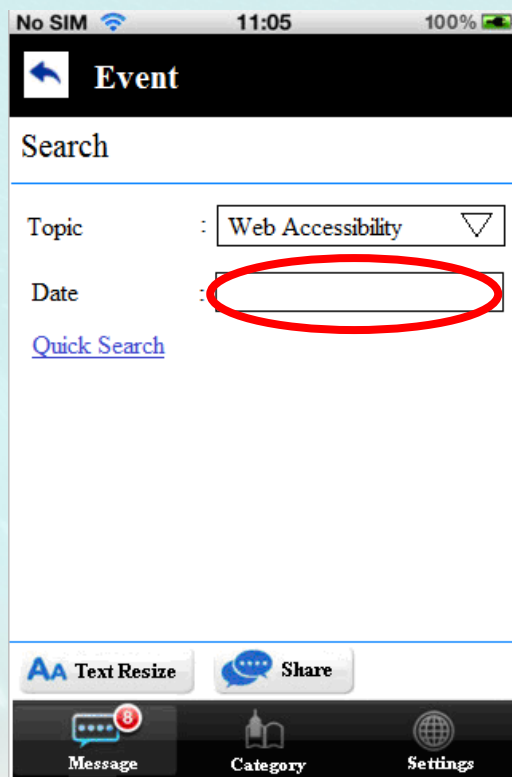 No SIM 11:05 100%
Event
Search
Topic : Web Accessibility
Date :
Quick Search
AA Text Resize Share
8
Message Category Settings